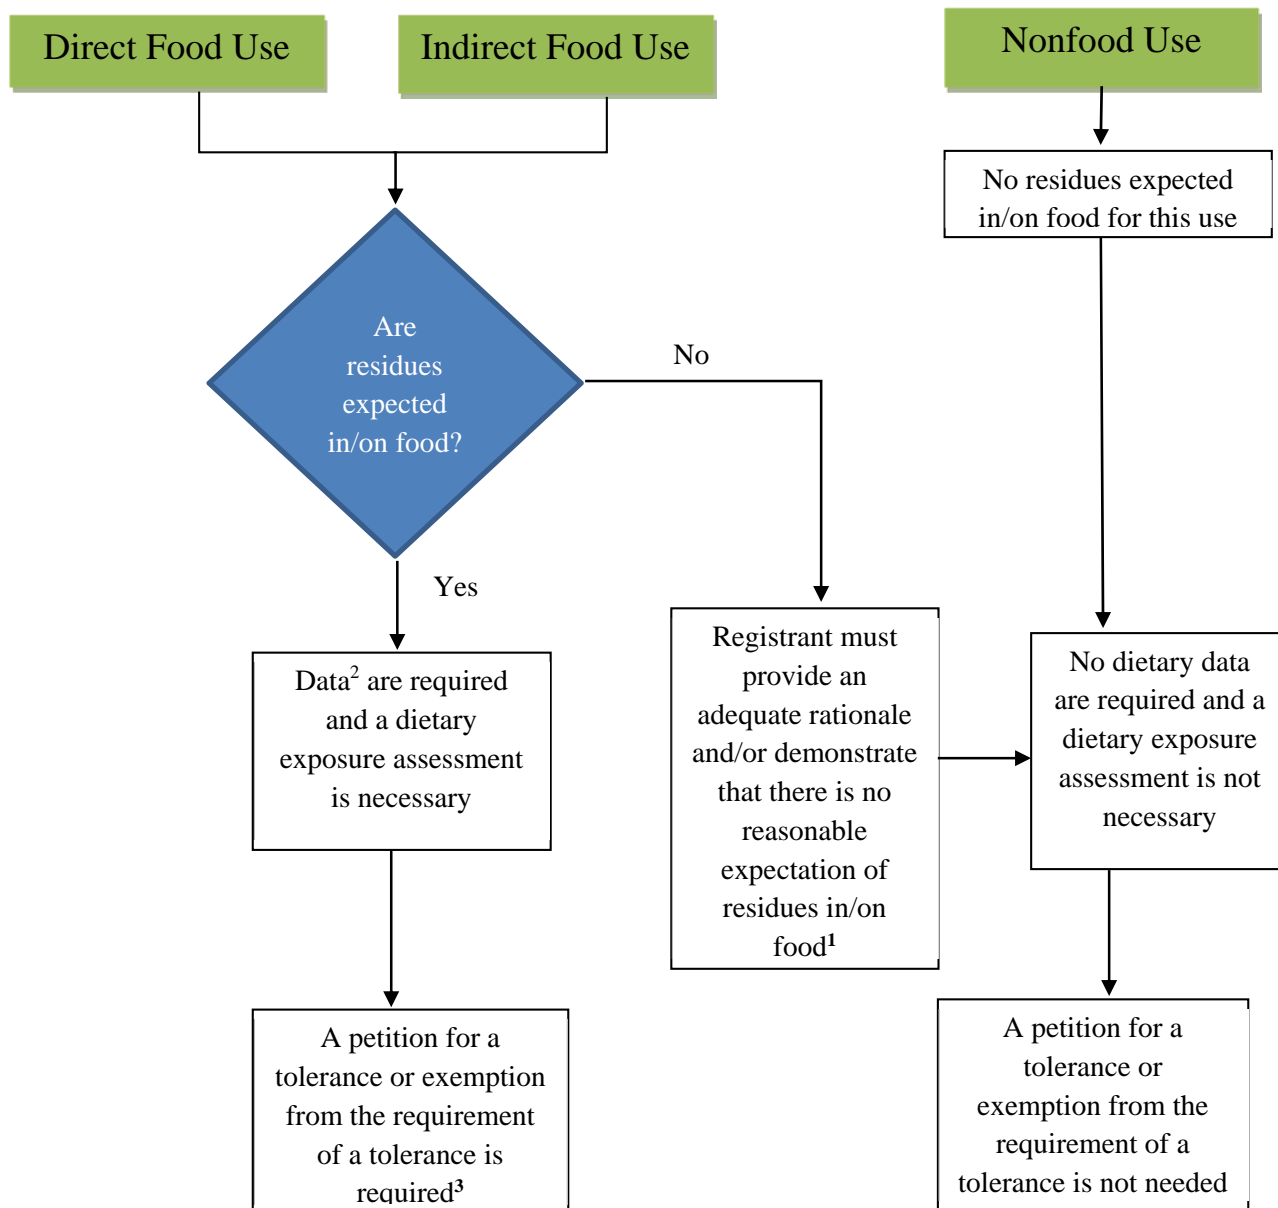 Direct Food Use
Indirect Food Use
Nonfood Use
No residues expected
in/on food for this use
Are
residues
expected
in/on food?
No
Yes
Data² are required
and a dietary
exposure assessment
is necessary
Registrant must
provide an
adequate rationale
and/or demonstrate
that there is no
reasonable
expectation of
residues in/on
food¹
No dietary data
are required and a
dietary exposure
assessment is not
necessary
A petition for a
tolerance or exemption
from the requirement
of a tolerance is
required³
A petition for a
tolerance or
exemption from the
requirement of a
tolerance is not needed